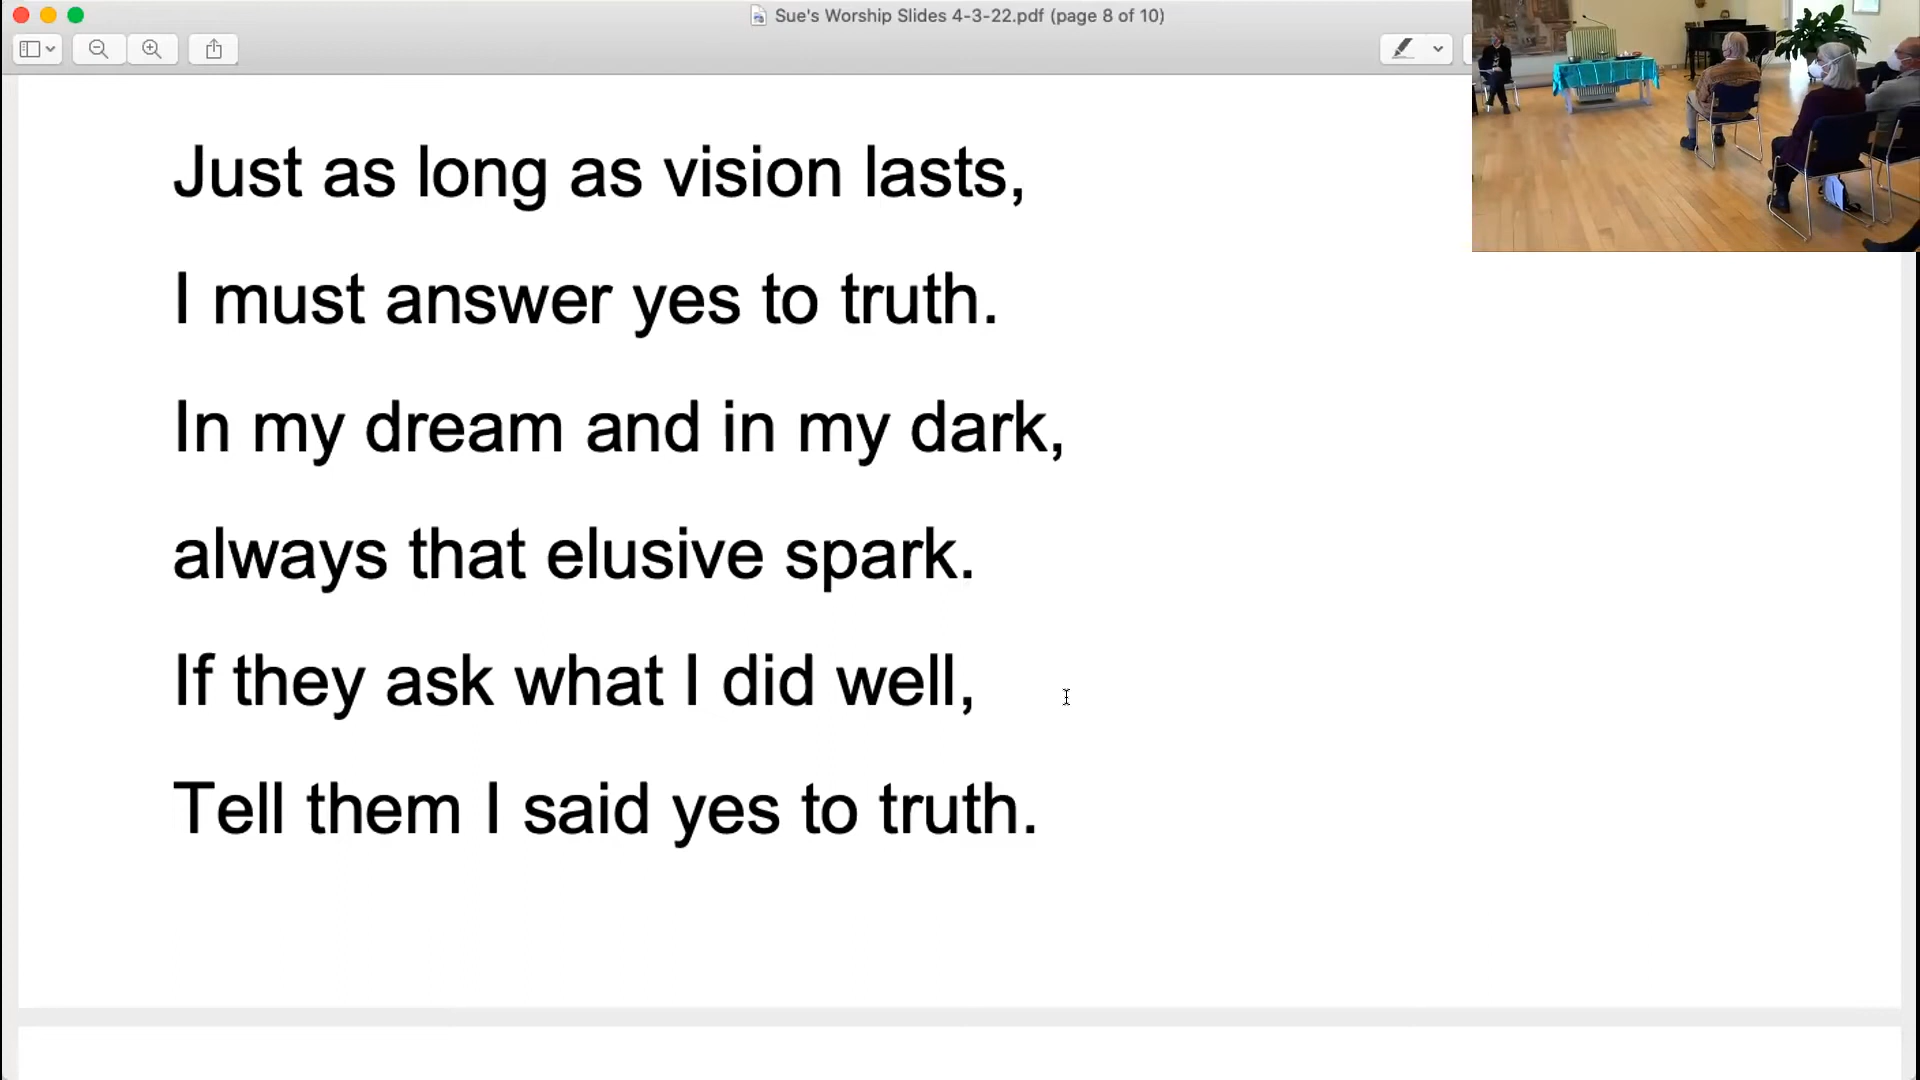 Sue's Worship Slides 4-3-22.pdf (page 8 of 10)
Just as long as vision lasts,
I must answer yes to truth.
In my dream and in my dark,
always that elusive spark.
If they ask what I did well,
Tell them I said yes to truth.